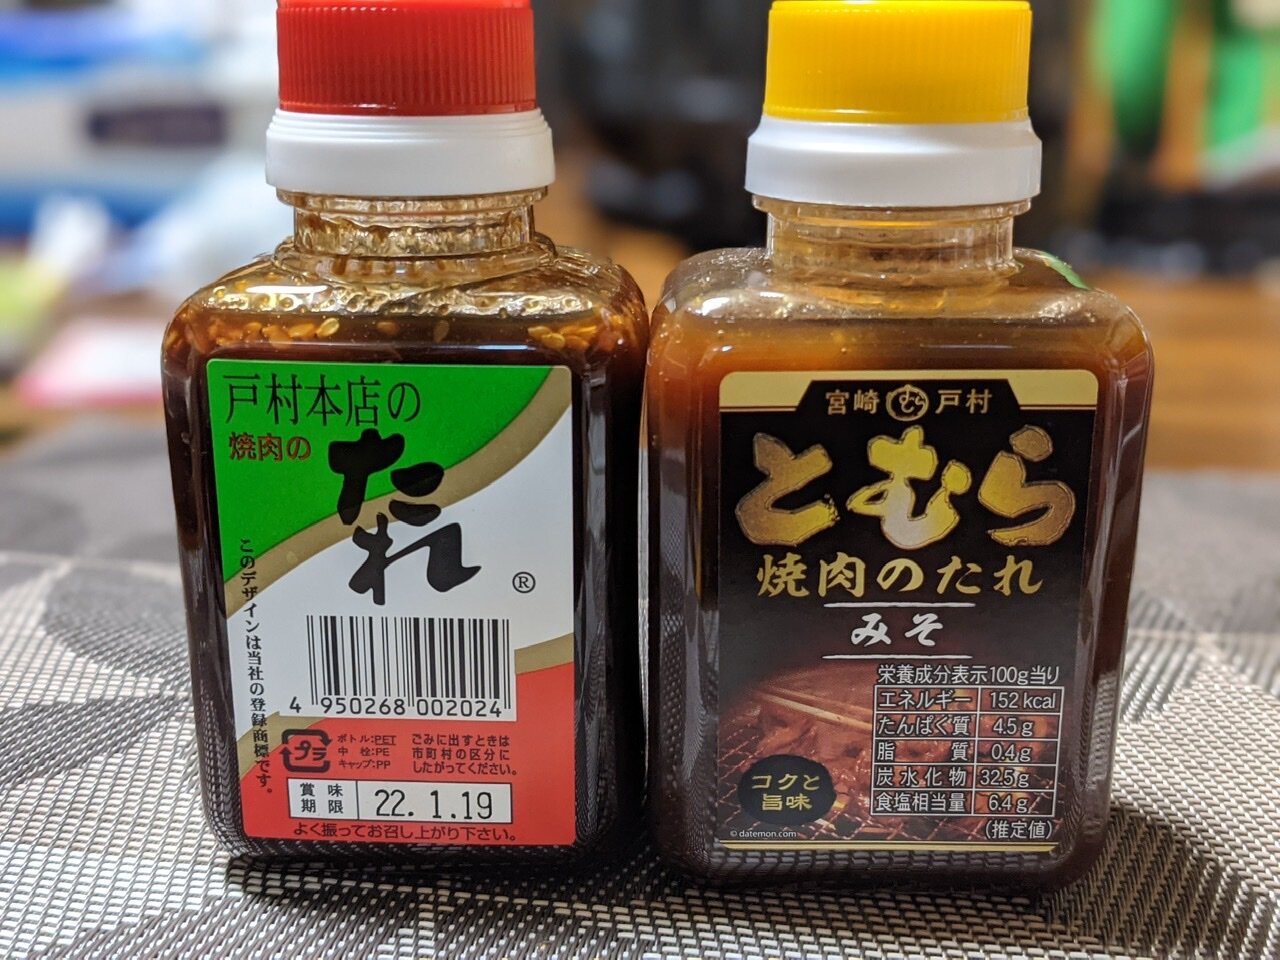 戸村本店の
焼肉の
たれ
®
このデザインは当社の登録商標です。
4 950268 002024
プラ
ボトル:PET
中栓:PE
キャップ:PP
ごみに出すときは
市町村の区分に
したがってください。
賞味
期限
22. 1.19
よく振ってお召し上がり下さい。
宮崎 むら 戸村
とむら
焼肉のたれ
みそ
栄養成分表示100g当り
エネルギー 152 kcal
たんぱく質 4.5 g
脂質 0.4 g
炭水化物 32.5 g
食塩相当量 6.4 g
(推定値)
コクと
旨味
© datemon.com